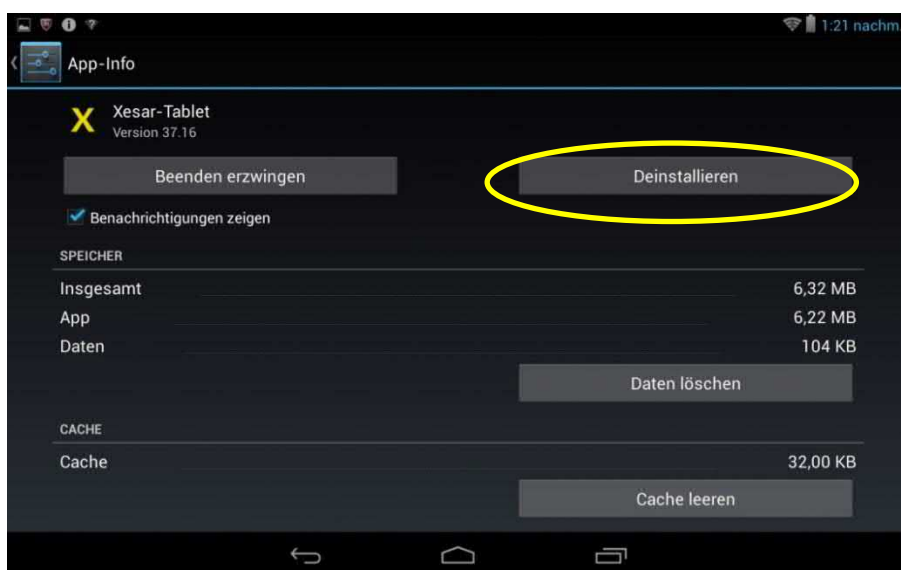 1:21 nachm.
App-Info
Xesar-Tablet
Version 37.16
Beenden erzwingen
Deinstallieren
Benachrichtigungen zeigen
SPEICHER
Insgesamt 6,32 MB
App 6,22 MB
Daten 104 KB
Daten löschen
CACHE
Cache 32,00 KB
Cache leeren